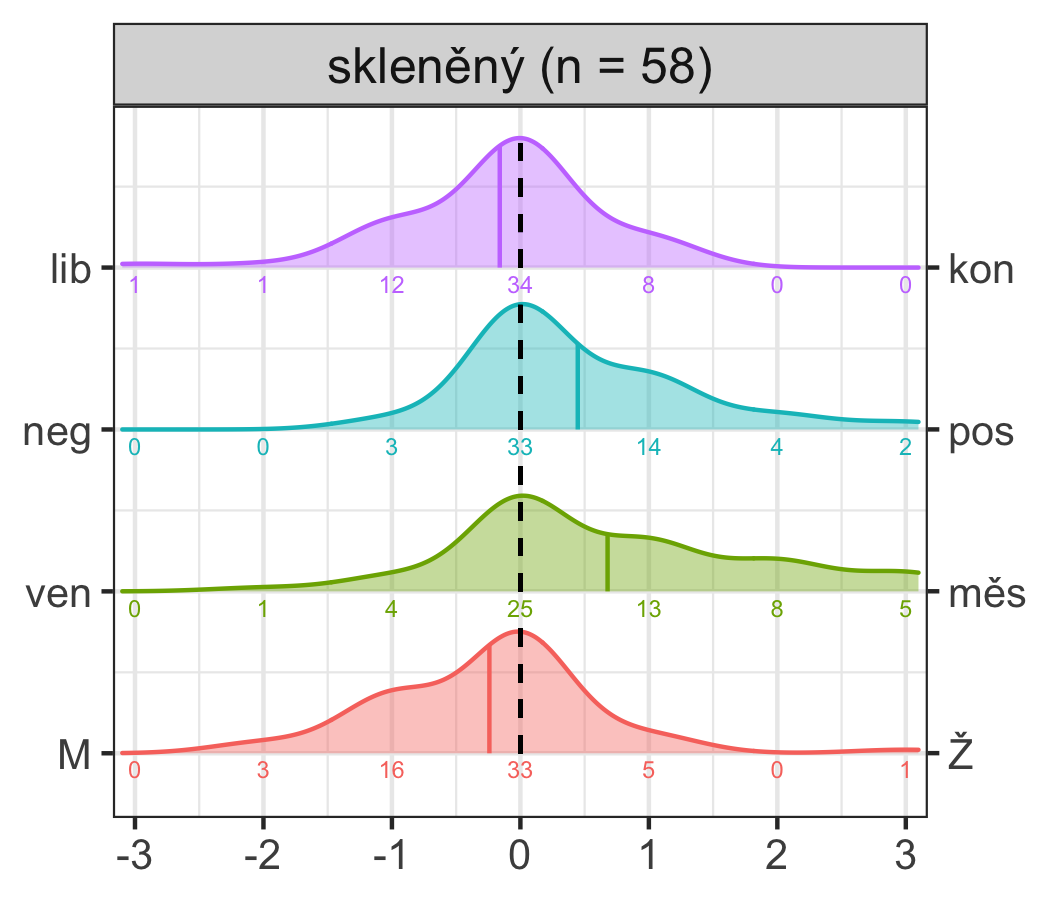 skleněný (n = 58)
lib kon
1 1 12 34 8 0 0
neg pos
0 0 3 33 14 4 2
ven měs
0 1 4 25 13 8 5
M Ž
0 3 16 33 5 0 1
-3 -2 -1 0 1 2 3